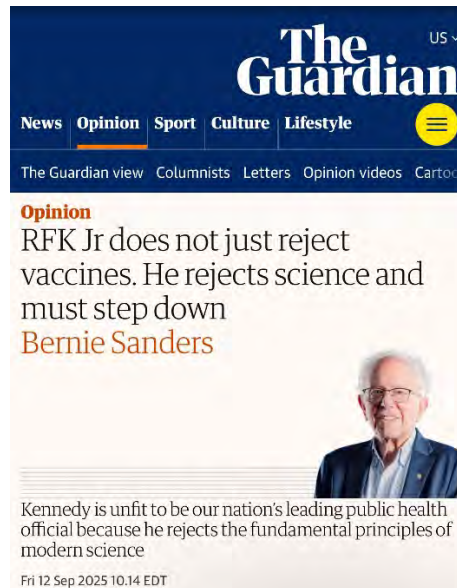 The
Guardian
US
News Opinion Sport Culture Lifestyle
The Guardian view Columnists Letters Opinion videos Cartoo
Opinion
RFK Jr does not just reject
vaccines. He rejects science and
must step down
Bernie Sanders
Kennedy is unfit to be our nation's leading public health
official because he rejects the fundamental principles of
modern science
Fri 12 Sep 2025 10.14 EDT